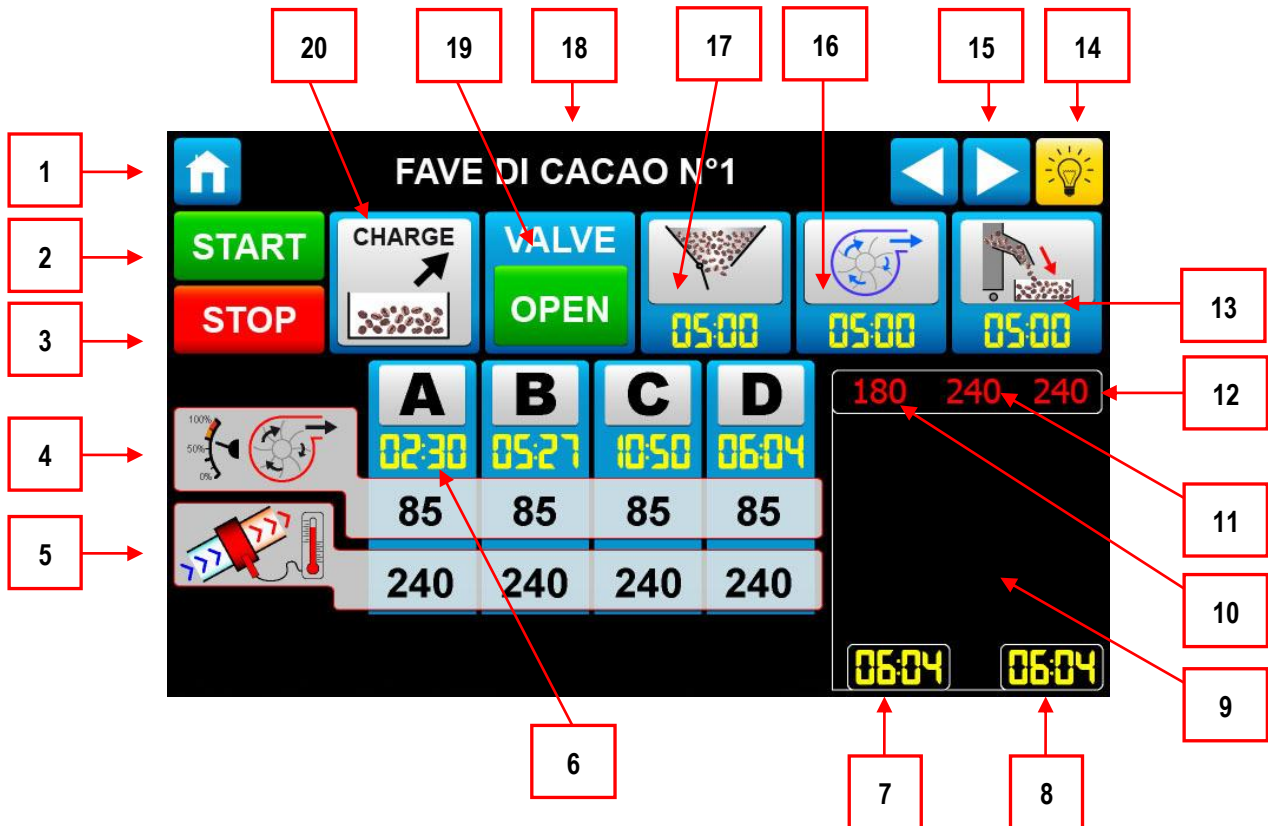 20 19 18 17 16 15 14
1
FAVE DI CACAO N°1
2
START
CHARGE
VALVE
OPEN
3
STOP
05:00 05:00 05:00
13
A B C D
180 240 240
12
4
100%
50%
0%
02:30 05:27 10:50 06:04
85 85 85 85
11
5
240 240 240 240
10
06:04 06:04
9
6
7 8